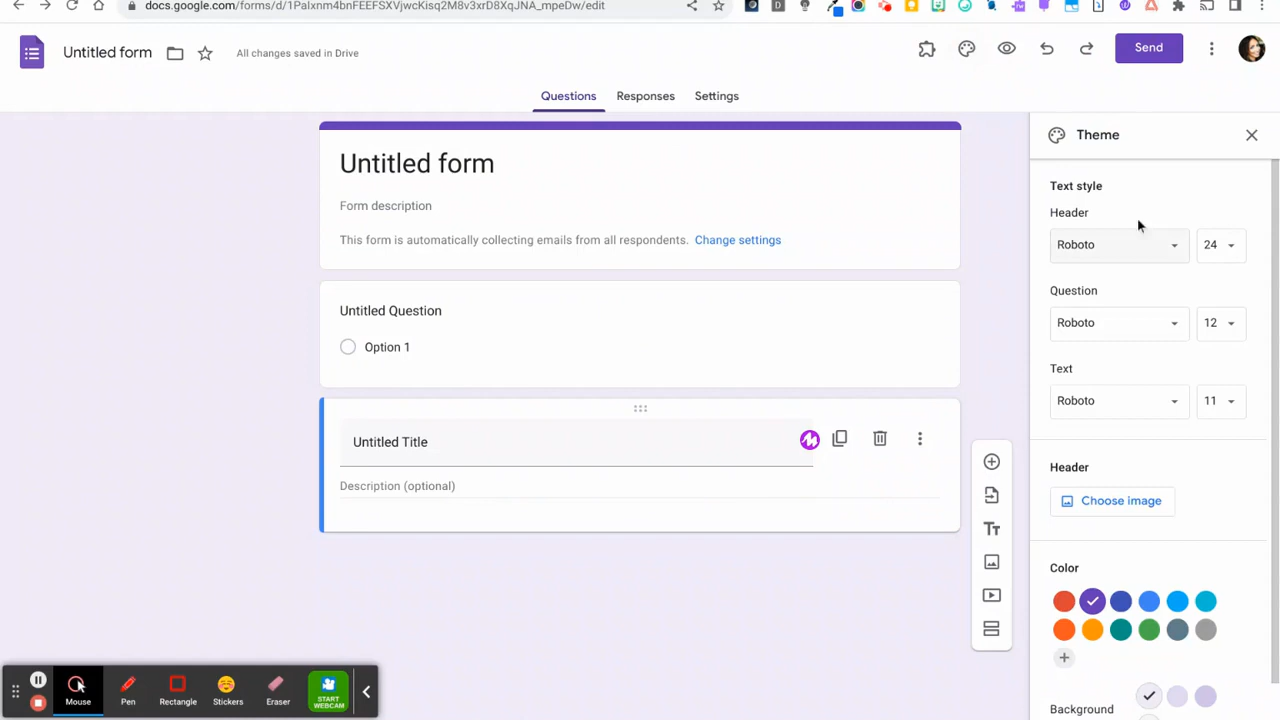 docs.google.com/forms/d/1PaIxnm4bnFEEFSXVjwcKisq2M8v3xrD8XqJNA_mpeDw/edit
Untitled form
All changes saved in Drive
Send
Questions
Responses
Settings
Theme
Untitled form
Form description
This form is automatically collecting emails from all respondents. Change settings
Text style
Header
Roboto
24
Untitled Question
Option 1
Question
Roboto
12
Text
Roboto
11
Untitled Title
Description (optional)
Tt
Header
Choose image
Color
Background
Mouse
Pen
Rectangle
Stickers
Eraser
START
WEBCAM